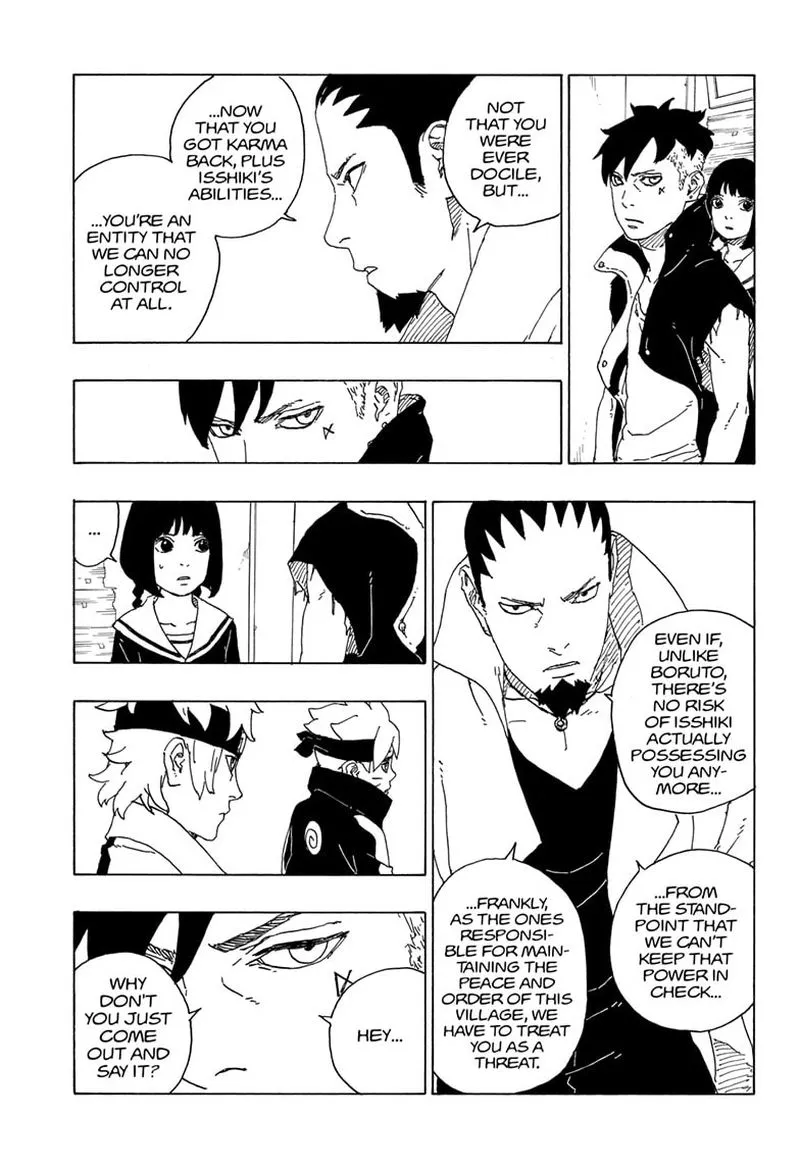 NOT
THAT YOU
WERE
EVER
DOCILE,
BUT...
...NOW
THAT YOU
GOT KARMA
BACK, PLUS
ISSHIKI'S
ABILITIES...
...YOU'RE AN
ENTITY THAT
WE CAN NO
LONGER
CONTROL
AT ALL.
EVEN IF,
UNLIKE
BORUTO,
THERE'S
NO RISK
OF ISSHIKI
ACTUALLY
POSSESSING
YOU ANY-
MORE...
...FROM
THE STAND-
POINT THAT
WE CAN'T
KEEP THAT
POWER IN
CHECK...
...FRANKLY,
AS THE ONES
RESPONSI-
BLE FOR MAIN-
TAINING THE
PEACE AND
ORDER OF THIS
VILLAGE, WE
HAVE TO TREAT
YOU AS A
THREAT.
...
HEY...
WHY
DON'T
YOU JUST
COME
OUT AND
SAY IT?